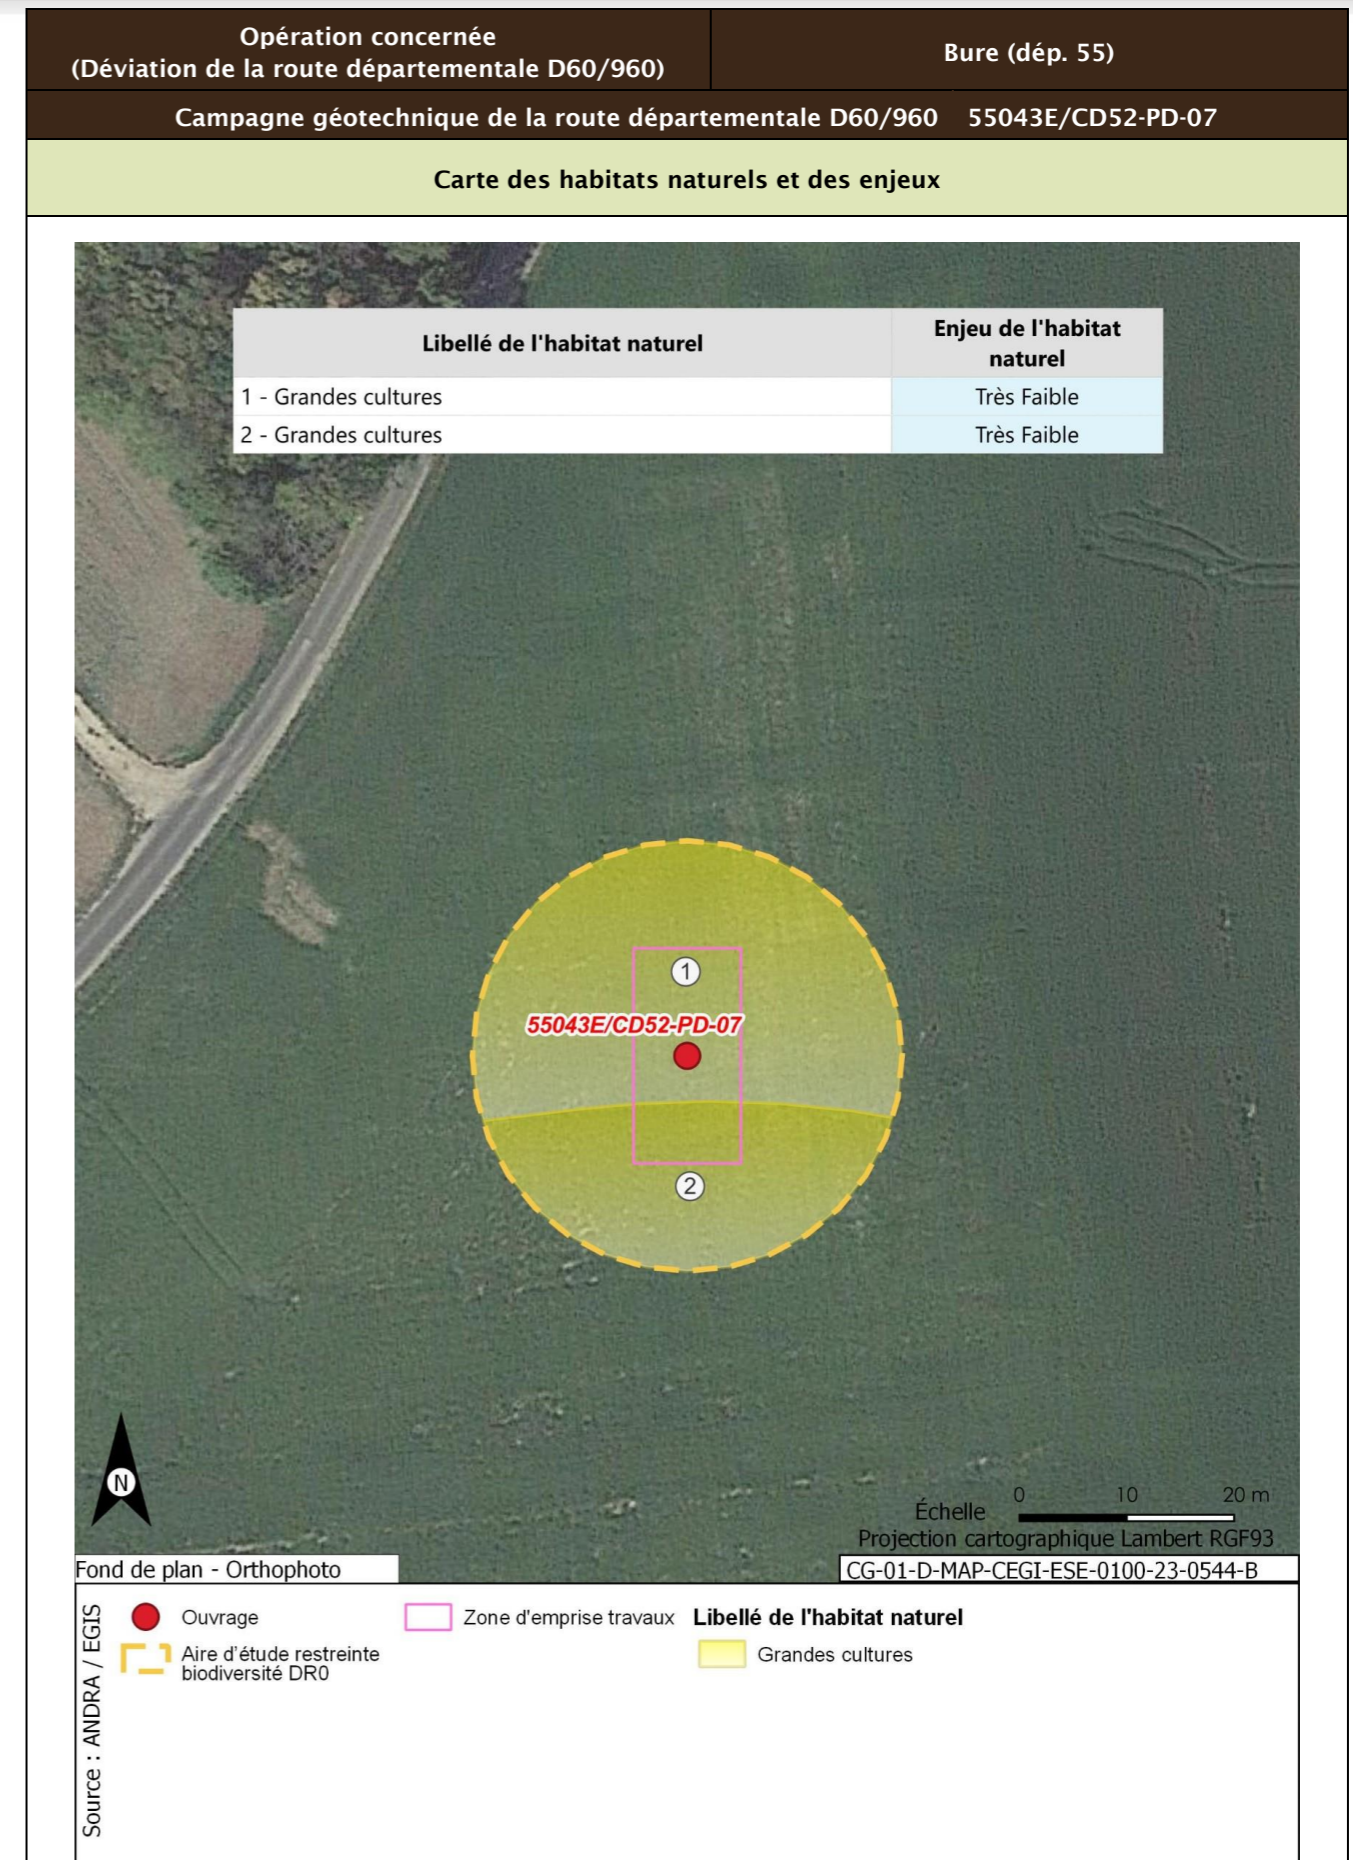 Opération concernée
(Déviation de la route départementale D60/960)
Bure (dép. 55)
Campagne géotechnique de la route départementale D60/960 55043E/CD52-PD-07
Carte des habitats naturels et des enjeux
Libellé de l'habitat naturel
Enjeu de l'habitat
naturel
1 - Grandes cultures
Très Faible
2 - Grandes cultures
Très Faible
1
55043E/CD52-PD-07
2
N
0 10 20 m
Échelle
Projection cartographique Lambert RGF93
Fond de plan - Orthophoto
CG-01-D-MAP-CEGI-ESE-0100-23-0544-B
Source : ANDRA / EGIS
Ouvrage
Zone d'emprise travaux
Libellé de l'habitat naturel
Aire d'étude restreinte
biodiversité DR0
Grandes cultures